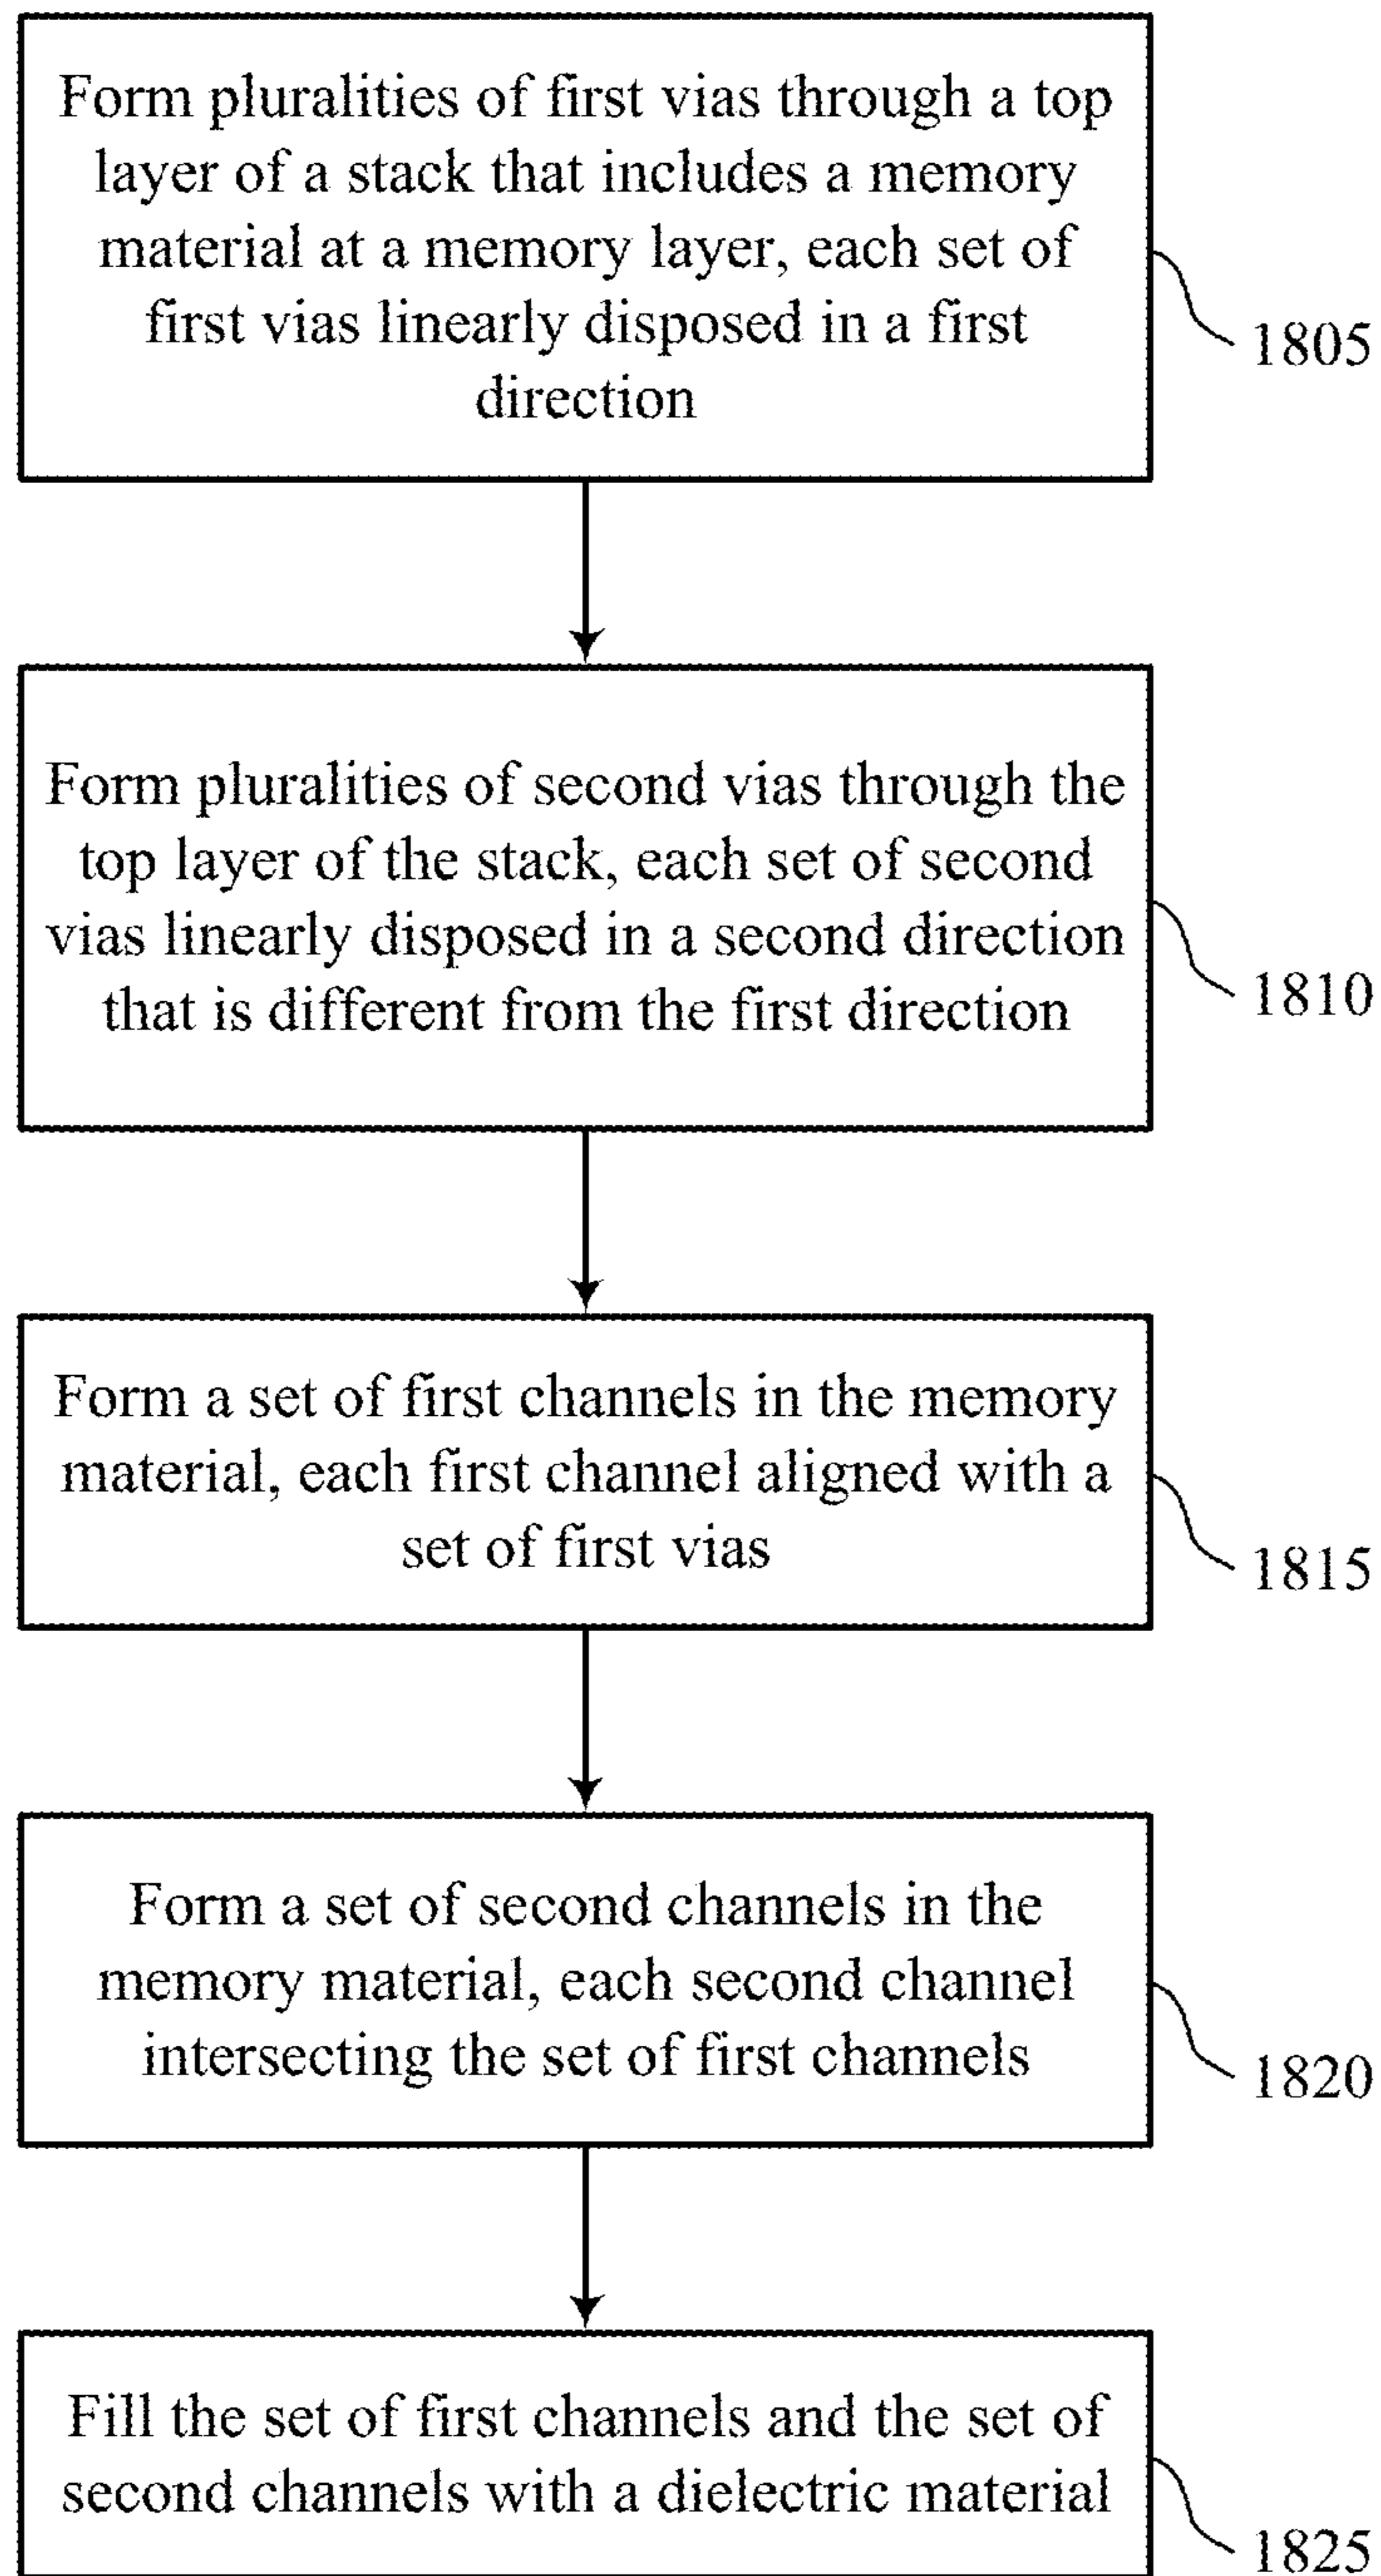 Form pluralities of first vias through a top
layer of a stack that includes a memory
material at a memory layer, each set of
first vias linearly disposed in a first
direction
1805
Form pluralities of second vias through the
top layer of the stack, each set of second
vias linearly disposed in a second direction
that is different from the first direction
1810
Form a set of first channels in the memory
material, each first channel aligned with a
set of first vias
1815
Form a set of second channels in the
memory material, each second channel
intersecting the set of first channels
1820
Fill the set of first channels and the set of
second channels with a dielectric material
1825